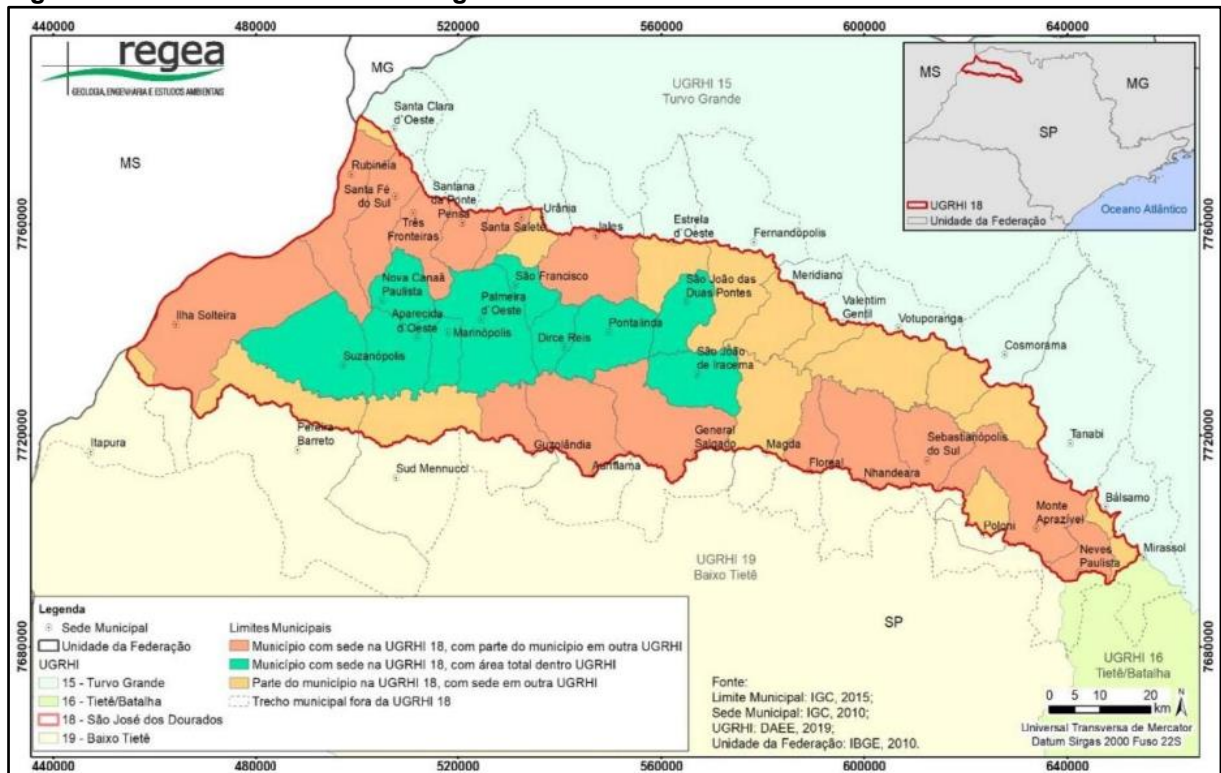 440000 480000 520000 560000 600000 640000
regea
GEOLOGIA, ENGENHARIA E ESTUDOS AMBIENTAIS
MG
MS
UGRHI 15
Turvo Grande
MS
MG
SP
Oceano Atlântico
UGRHI 18
Unidade da Federação
7760000
7760000
Santa Clara
d´Oeste
Rubinéia
Santa Fé
do Sul
Santana
da Ponte
Pensa
Três
Fronteiras
Santa Salete
Urânia
Jales
Estrela
d´Oeste
Fernandópolis
Meridiano
Valentim
Gentil
Votuporanga
Cosmorama
Nova Canaã
Paulista
São Francisco
São João das
Duas Pontes
Ilha Solteira
Aparecida
d´Oeste
Palmeira
d´Oeste
Marinópolis
Dirce Reis
Pontalinda
Suzanópolis
São João
de Iracema
7720000
7720000
Itapura
Pereira
Barreto
Sud Mennucci
Guzolândia
Auriflama
General
Salgado
Magda
Floreal
Nhandeara
Sebastianópolis
do Sul
Tanabi
Poloni
Monte
Aprazível
Bálsamo
Neves
Paulista
Mirassol
UGRHI 19
Baixo Tietê
SP
UGRHI 16
Tietê/Batalha
7680000
7680000
Legenda
Sede Municipal
Unidade da Federação
UGRHI
15 - Turvo Grande
16 - Tietê/Batalha
18 - São José dos Dourados
19 - Baixo Tietê
Limites Municipais
Município com sede na UGRHI 18, com parte do município em outra UGRHI
Município com sede na UGRHI 18, com área total dentro UGRHI
Parte do município na UGRHI 18, com sede em outra UGRHI
Trecho municipal fora da UGRHI 18
Fonte:
Limite Municipal: IGC, 2015;
Sede Municipal: IGC, 2010;
UGRHI: DAEE, 2019;
Unidade da Federação: IBGE, 2010.
0 5 10 20
km
N
Universal Transversa de Mercator
Datum Sirgas 2000 Fuso 22S
440000 480000 520000 560000 600000 640000